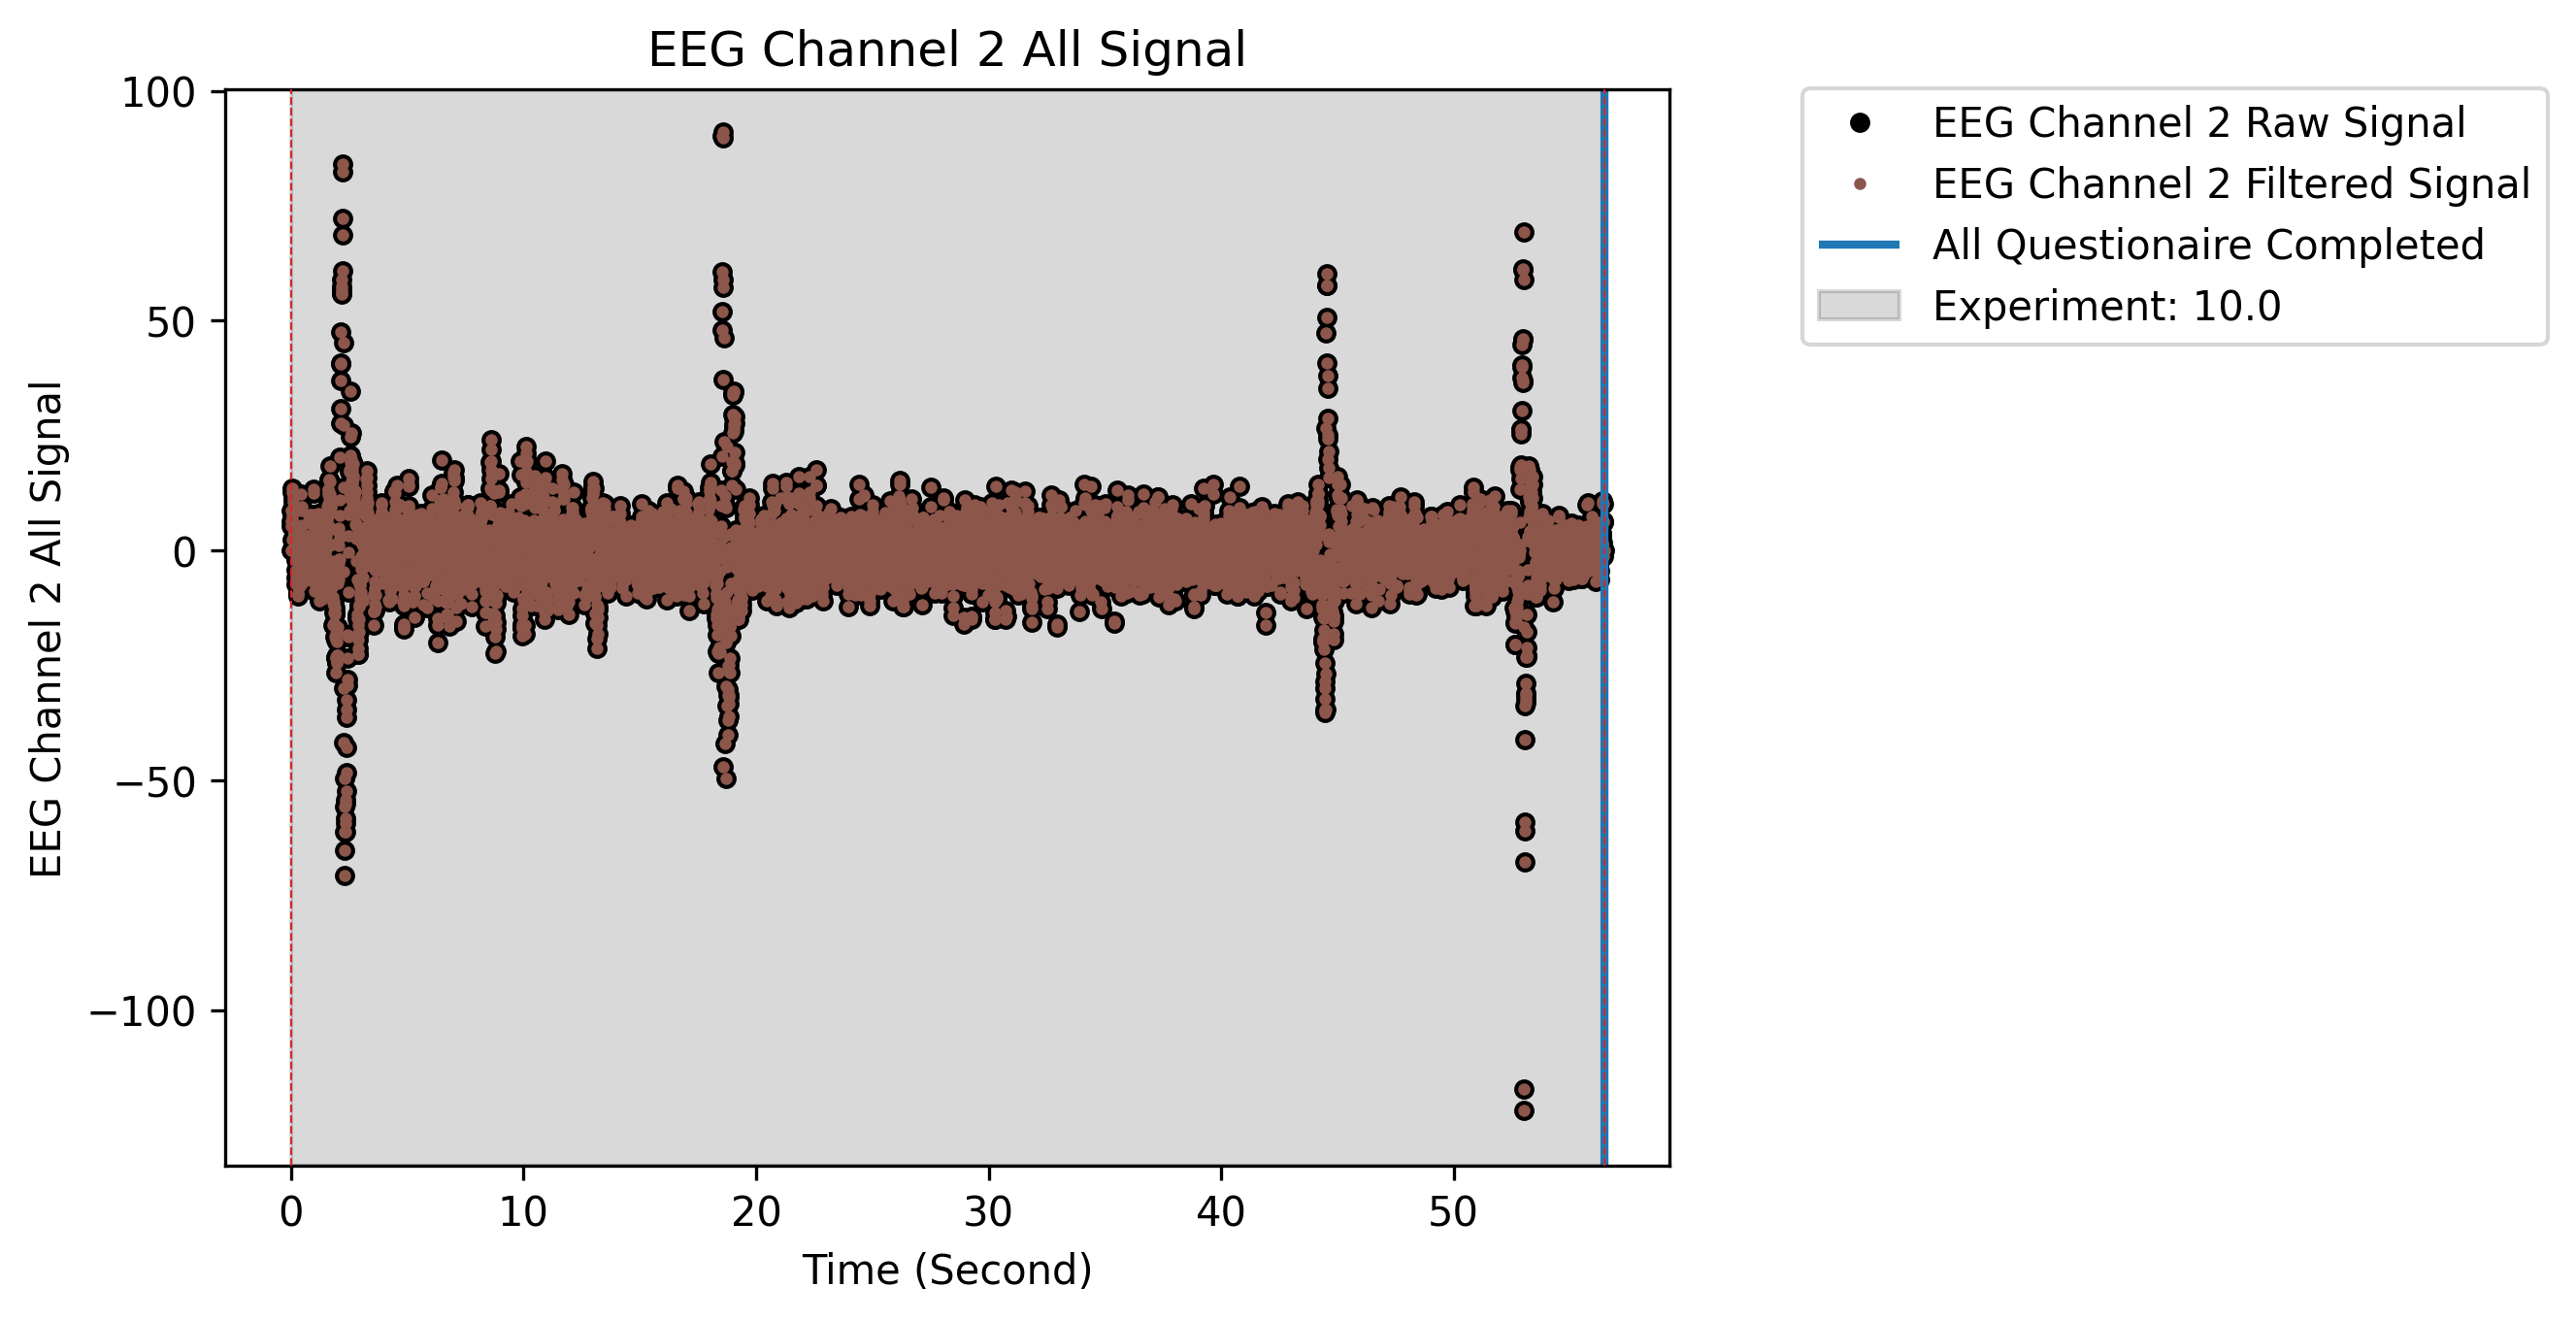 EEG Channel 2 All Signal
EEG Channel 2 All Signal
100
50
0
−50
−100
0 10 20 30 40 50
Time (Second)
EEG Channel 2 Raw Signal
EEG Channel 2 Filtered Signal
All Questionaire Completed
Experiment: 10.0